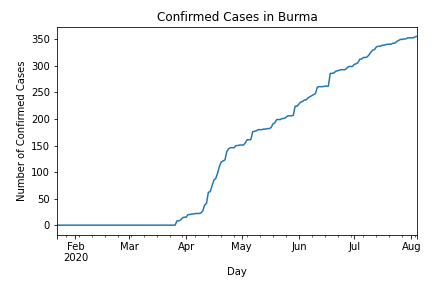 Confirmed Cases in Burma
Number of Confirmed Cases
350
300
250
200
150
100
50
0
Feb Mar Apr May Jun Jul Aug
2020
Day